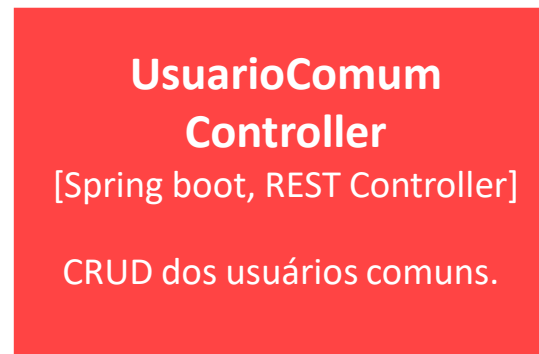 UsuarioComum
Controller
[Spring boot, REST Controller]
CRUD dos usuários comuns.